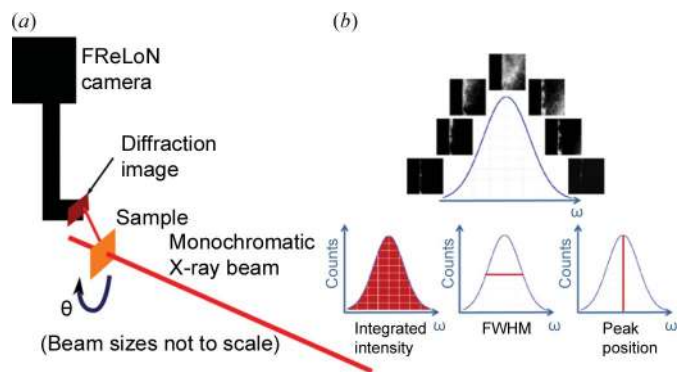 (a)
FReLoN
camera
Diffraction
image
Sample
Monochromatic
X-ray beam
θ
(Beam sizes not to scale)
(b)
ω
Counts
ω
Integrated
intensity
Counts
ω
FWHM
Counts
ω
Peak
position